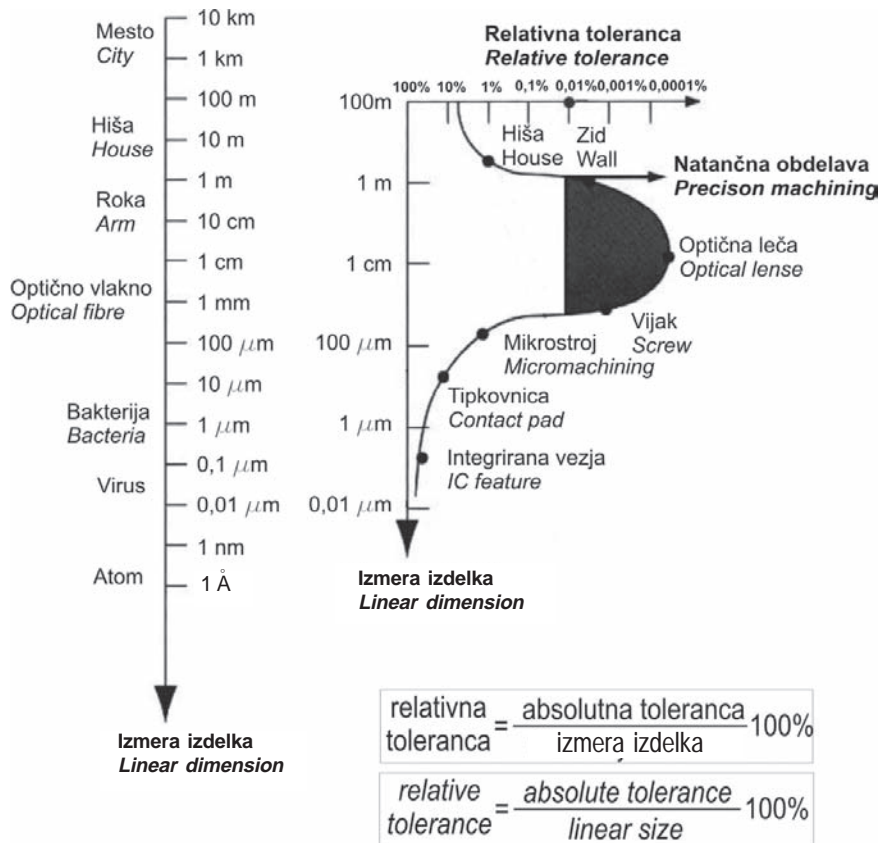 10 km
Mesto
City
1 km
100 m
Hiša
House
10 m
1 m
Roka
Arm
10 cm
1 cm
Optično vlakno
Optical fibre
1 mm
100 μm
10 μm
Bakterija
Bacteria
1 μm
0,1 μm
Virus
0,01 μm
1 nm
Atom
1 Å
Izmera izdelka
Linear dimension
Relativna toleranca
Relative tolerance
100% 10% 1% 0,1% 0,01% 0,001% 0,0001%
100m
1 m
1 cm
100 μm
1 μm
0,01 μm
Hiša
House
Zid
Wall
Natančna obdelava
Precison machining
Optična leča
Optical lense
Vijak
Screw
Mikrostroj
Micromachining
Tipkovnica
Contact pad
Integrirana vezja
IC feature
Izmera izdelka
Linear dimension
relativna toleranca = absolutna toleranca / izmera izdelka 100%
relative tolerance = absolute tolerance / linear size 100%